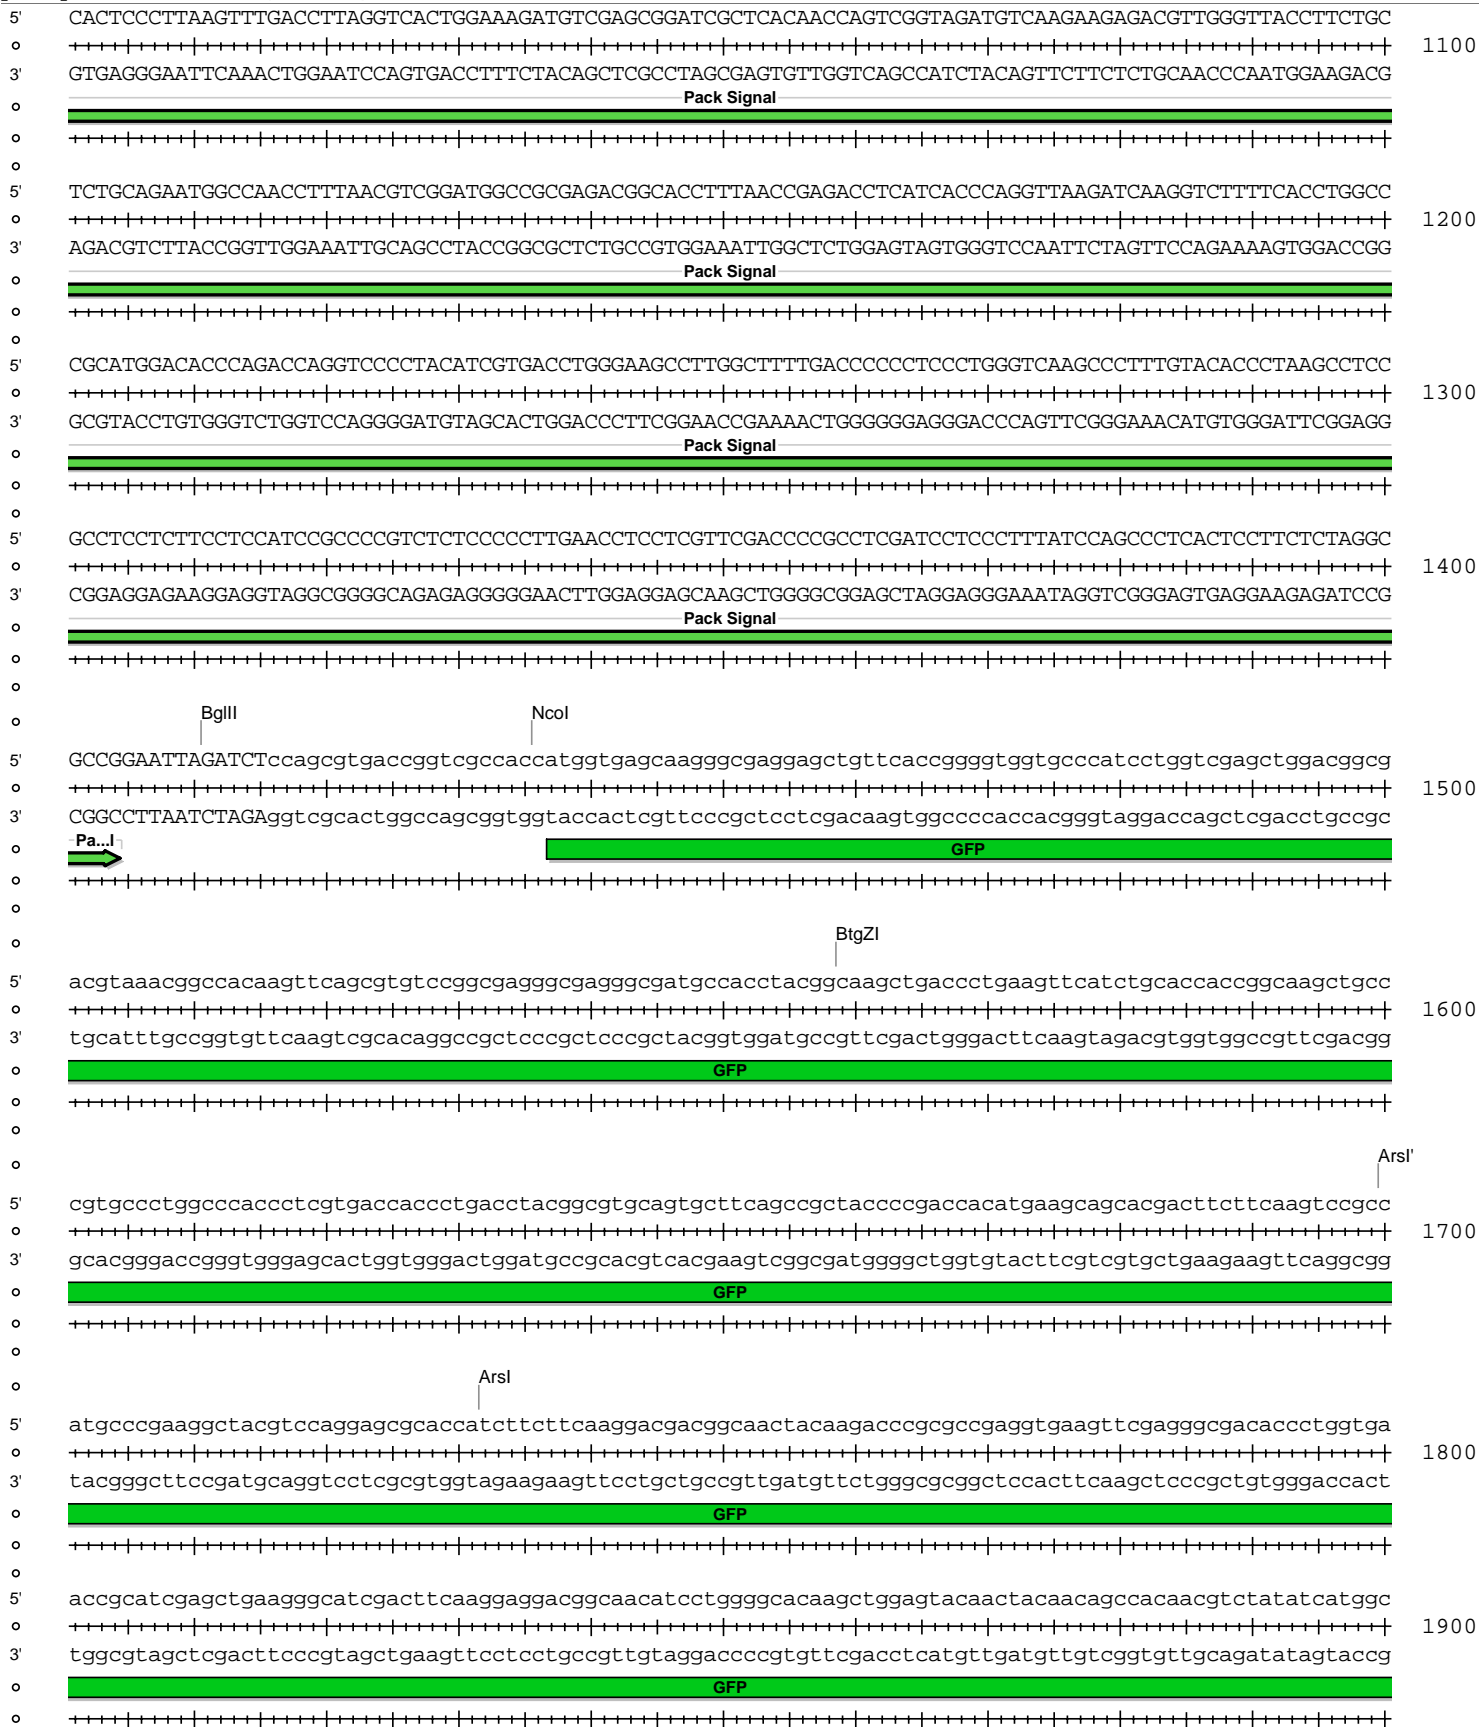 5' CACTCCCTTAAGTTTGACCTTAGGTCACTGGAAAGATGTCGAGCGGATCGCTCACAACCAGTCGGTAGATGTCAAGAAGAGACGTTGGGTTACCTTCTGC
1100
3' GTGAGGGAATTCAAACTGGAATCCAGTGACCTTTCTACAGCTCGCCTAGCGAGTGTTGGTCAGCCATCTACAGTTCTTCTCTGCAACCCAATGGAAGACG
Pack Signal
5' TCTGCAGAATGGCCAACCTTTAACGTCGGATGGCCGCGAGACGGCACCTTTAACCGAGACCTCATCACCCAGGTTAAGATCAAGGTCTTTTCACCTGGCC
1200
3' AGACGTCTTACCGGTTGGAAATTGCAGCCTACCGGCGCTCTGCCGTGGAAATTGGCTCTGGAGTAGTGGGTCCAATTCTAGTTCCAGAAAAGTGGACCGG
Pack Signal
5' CGCATGGACACCCAGACCAGGTCCCCTACATCGTGACCTGGGAAGCCTTGGCTTTTGACCCCCCTCCCTGGGTCAAGCCCTTTGTACACCCTAAGCCTCC
1300
3' GCGTACCTGTGGGTCTGGTCCAGGGGATGTAGCACTGGACCCTTCGGAACCGAAAACTGGGGGGAGGGACCCAGTTCGGGAAACATGTGGGATTCGGAGG
Pack Signal
5' GCCTCCTCTTCCTCCATCCGCCCCGTCTCTCCCCCTTGAACCTCCTCGTTCGACCCCGCCTCGATCCTCCCTTTATCCAGCCCTCACTCCTTCTCTAGGC
1400
3' CGGAGGAGAAGGAGGTAGGCGGGGCAGAGAGGGGGAACTTGGAGGAGCAAGCTGGGGCGGAGCTAGGAGGGAAATAGGTCGGGAGTGAGGAAGAGATCCG
Pack Signal
BglII NcoI
5' GCCGGAATTAGATCTccagcgtgaccggtcgccaccatggtgagcaagggcgaggagctgttcaccggggtggtgcccatcctggtcgagctggacggcg
1500
3' CGGCCTTAATCTAGAggtcgcactggccagcggtggtaccactcgttcccgctcctcgacaagtggccccaccacgggtaggaccagctcgacctgccgc
Pa...l GFP
BtgZI
5' acgtaaacggccacaagttcagcgtgtccggcgagggcgagggcgatgccacctacggcaagctgaccctgaagttcatctgcaccaccggcaagctgcc
1600
3' tgcatttgccggtgttcaagtcgcacaggccgctcccgctcccgctacggtggatgccgttcgactgggacttcaagtagacgtggtggccgttcgacgg
GFP
ArsI'
5' cgtgccctggcccaccctcgtgaccaccctgacctacggcgtgcagtgcttcagccgctaccccgaccacatgaagcagcacgacttcttcaagtccgcc
1700
3' gcacgggaccgggtgggagcactggtgggactggatgccgcacgtcacgaagtcggcgatggggctggtgtacttcgtcgtgctgaagaagttcaggcgg
GFP
ArsI
5' atgcccgaaggctacgtccaggagcgcaccatcttcttcaaggacgacggcaactacaagacccgcgccgaggtgaagttcgagggcgacaccctggtga
1800
3' tacgggcttccgatgcaggtcctcgcgtggtagaagaagttcctgctgccgttgatgttctgggcgcggctccacttcaagctcccgctgtgggaccact
GFP
5' accgcatcgagctgaagggcatcgacttcaaggaggacggcaacatcctggggcacaagctggagtacaactacaacagccacaacgtctatatcatggc
1900
3' tggcgtagctcgacttcccgtagctgaagttcctcctgccgttgtaggaccccgtgttcgacctcatgttgatgttgtcggtgttgcagatatagtaccg
GFP